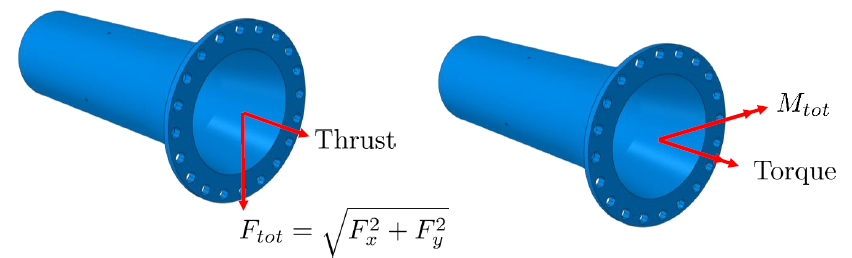 Thrust
F_{tot} = \sqrt{F_x^2 + F_y^2}
M_{tot}
Torque